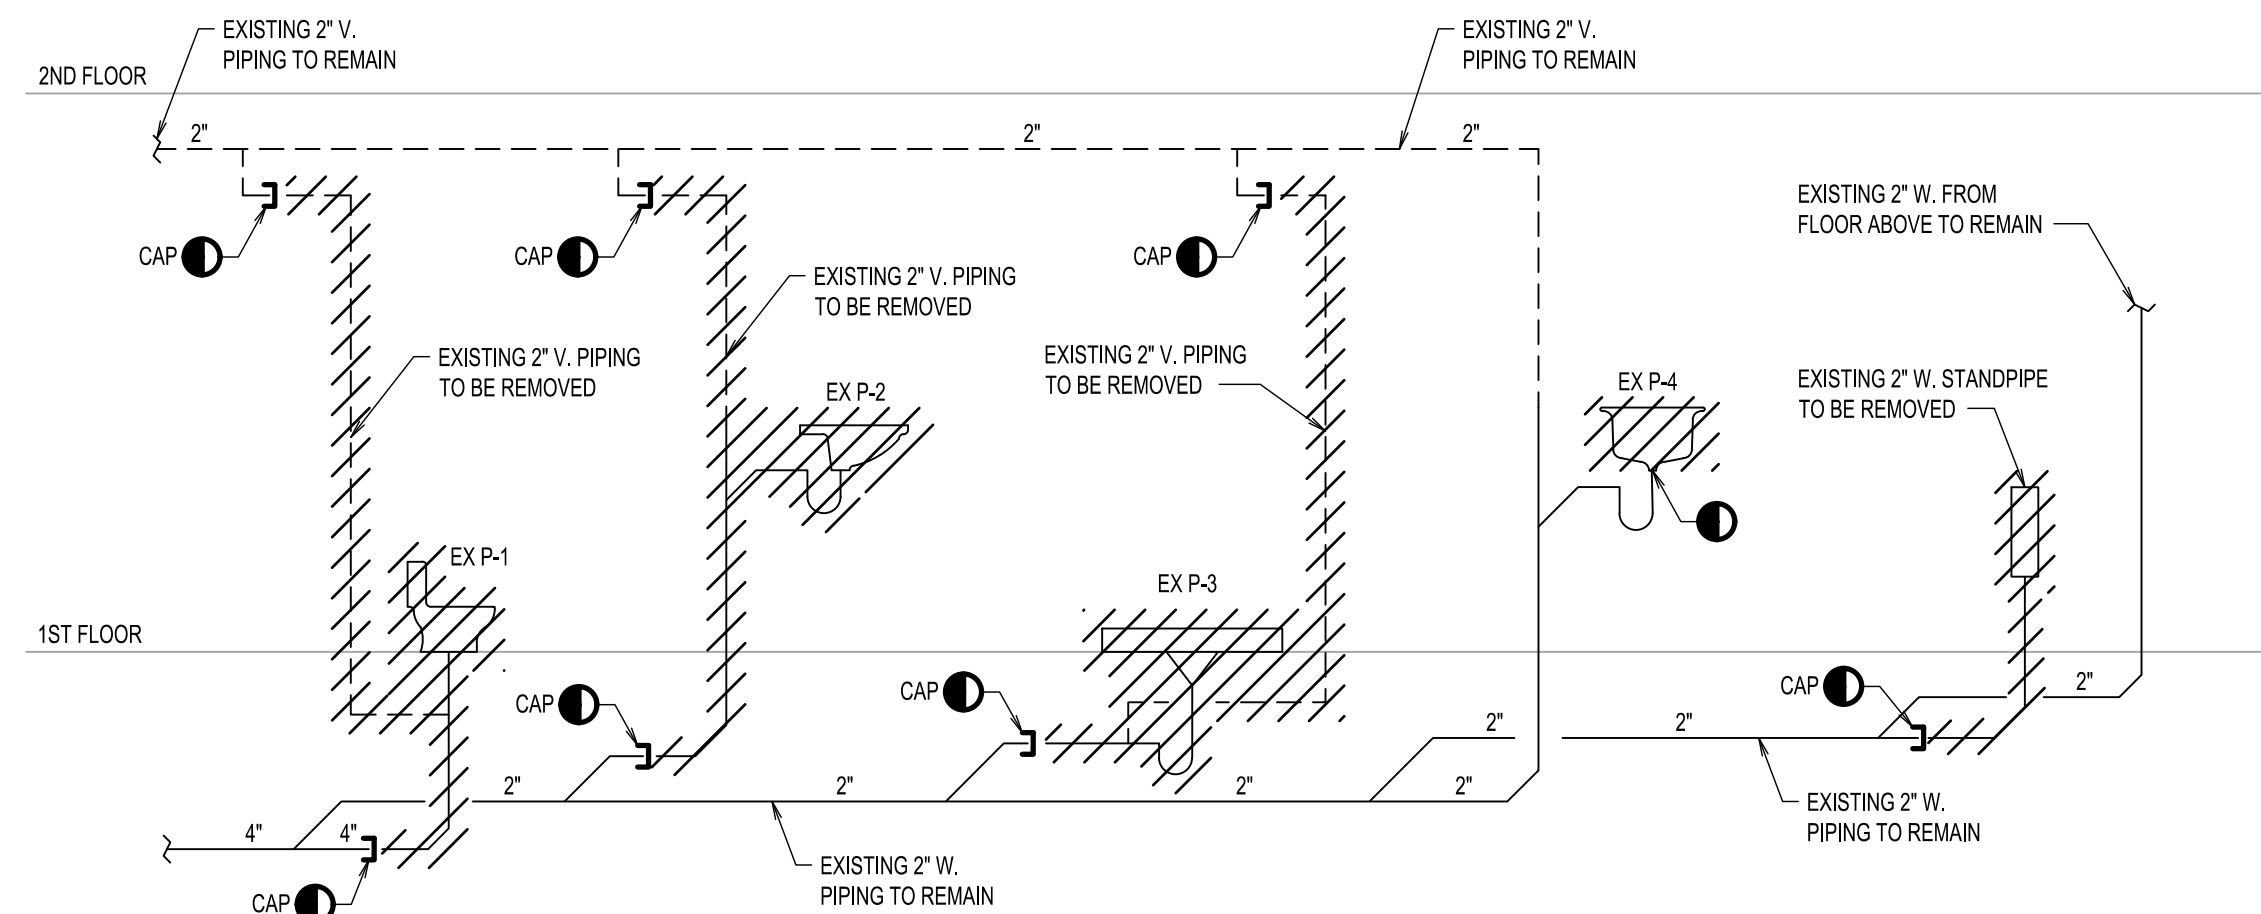 EXISTING 2" V.
PIPING TO REMAIN
EXISTING 2" V.
PIPING TO REMAIN
2ND FLOOR
2"
2"
2"
EXISTING 2" W. FROM
FLOOR ABOVE TO REMAIN
CAP
CAP
CAP
EXISTING 2" V. PIPING
TO BE REMOVED
EXISTING 2" V. PIPING
TO BE REMOVED
EXISTING 2" V. PIPING
TO BE REMOVED
EX P-2
EX P-4
EXISTING 2" W. STANDPIPE
TO BE REMOVED
EX P-1
EX P-3
1ST FLOOR
CAP
CAP
CAP
2"
2"
2"
2"
2"
2"
2"
4"
4"
EXISTING 2" W.
PIPING TO REMAIN
EXISTING 2" W.
PIPING TO REMAIN
CAP